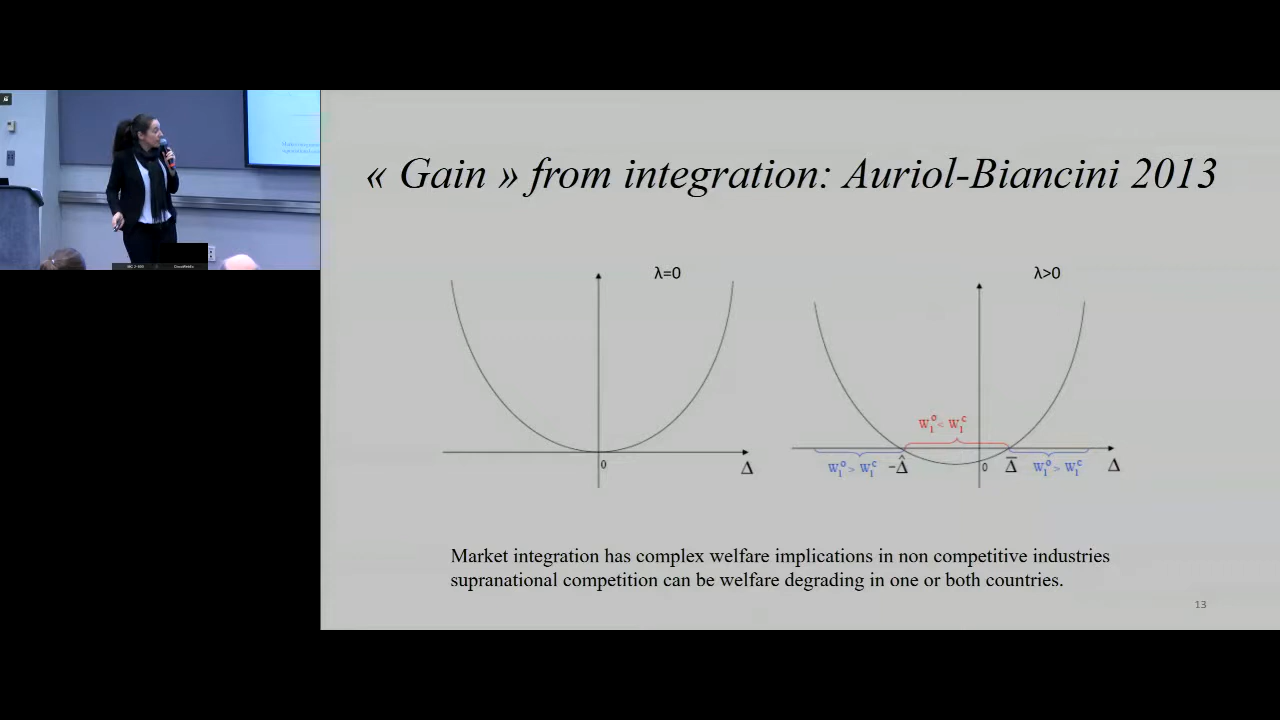 « Gain » from integration: Auriol-Biancini 2013
λ=0
0
Δ
λ>0
W₁ᵒ < W₁ᶜ
W₁ᵒ > W₁ᶜ
-Δ̂
0
Δ̅
W₁ᵒ > W₁ᶜ
Δ
Market integration has complex welfare implications in non competitive industries
supranational competition can be welfare degrading in one or both countries.
13